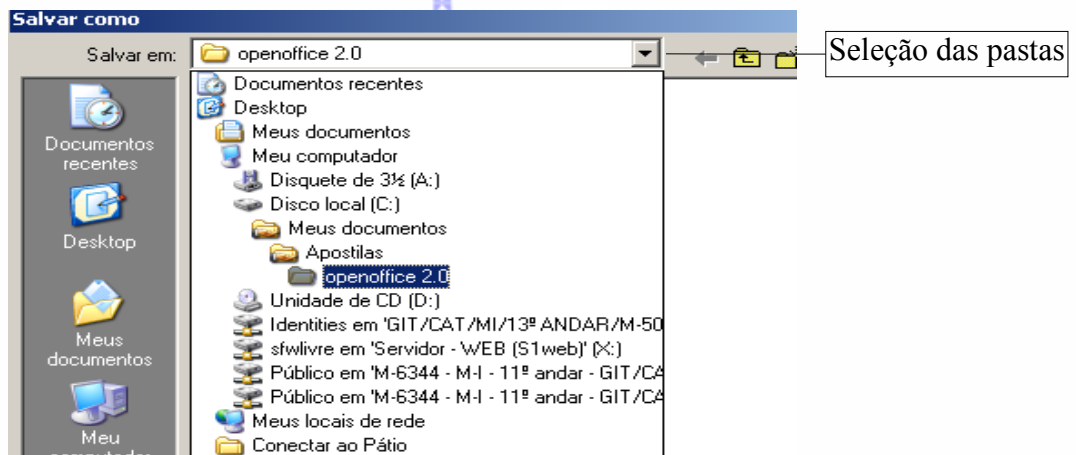 Salvar como
Salvar em: openoffice 2.0
Seleção das pastas
Documentos recentes
Desktop
Meus documentos
Meu computador
Disquete de 3½ (A:)
Disco local (C:)
Meus documentos
Apostilas
openoffice 2.0
Unidade de CD (D:)
Identities em 'GIT/CAT/MI/13º ANDAR/M-50
sfwlivre em 'Servidor - WEB (S1web)' (X:)
Público em 'M-6344 - M-I - 11º andar - GIT/CA
Público em 'M-6344 - M-I - 11º andar - GIT/CA
Meus locais de rede
Conectar ao Pátio
Documentos
recentes
Desktop
Meus
documentos
Meu